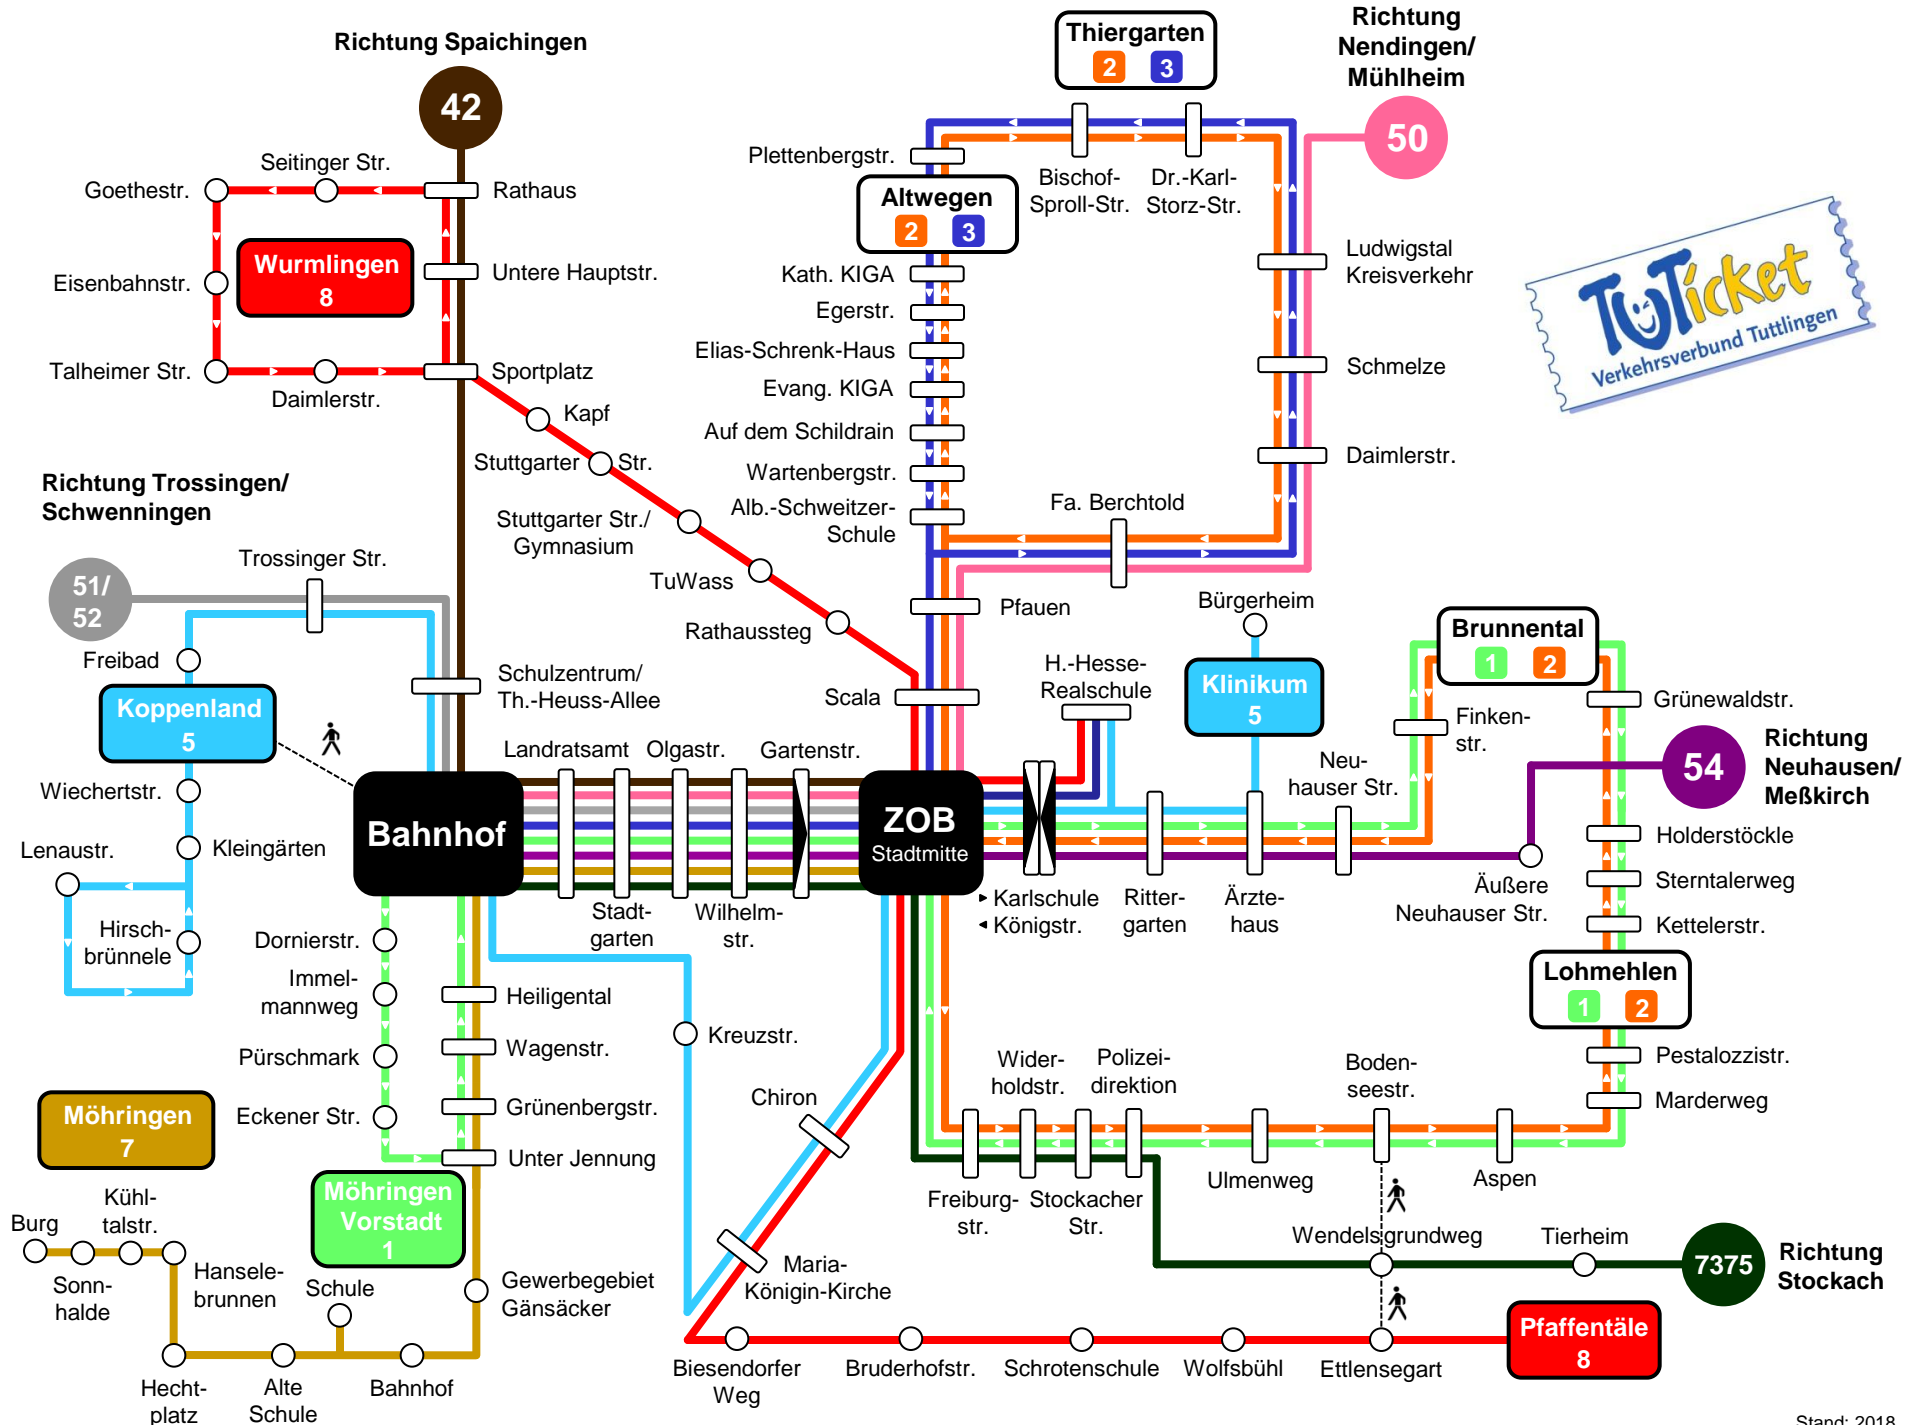 Richtung Spaichingen
42
Thiergarten
2 3
Richtung
Nendingen/
Mühlheim
50
Seitinger Str.
Goethestr.
Rathaus
Wurmlingen
8
Untere Hauptstr.
Eisenbahnstr.
Talheimer Str.
Daimlerstr.
Sportplatz
Kapf
Stuttgarter Str.
Stuttgarter Str./
Gymnasium
TuWass
Rathaussteg
Scala
Plettenbergstr.
Altwegen
2 3
Kath. KIGA
Egerstr.
Elias-Schrenk-Haus
Evang. KIGA
Auf dem Schildrain
Wartenbergstr.
Alb.-Schweitzer-
Schule
Pfauen
Bischof-
Sproll-Str.
Dr.-Karl-
Storz-Str.
Ludwigstal
Kreisverkehr
Schmelze
Daimlerstr.
Fa. Berchtold
TUTicket
Verkehrsverbund Tuttlingen
Richtung Trossingen/
Schwenningen
51/
52
Trossinger Str.
Freibad
Koppenland
5
Schulzentrum/
Th.-Heuss-Allee
Wiechertstr.
Kleingärten
Lenaustr.
Hirsch-
brünnele
Bahnhof
Landratsamt
Stadt-
garten
Olgastr.
Wilhelm-
str.
Gartenstr.
ZOB
Stadtmitte
H.-Hesse-
Realschule
Karlschule
Königstr.
Bürgerheim
Klinikum
5
Ritter-
garten
Ärzte-
haus
Neu-
hauser Str.
Brunnental
1 2
Finken-
str.
Grünewaldstr.
54
Richtung
Neuhausen/
Meßkirch
Äußere
Neuhauser Str.
Holderstöckle
Sterntalerweg
Kettelerstr.
Lohmehlen
1 2
Pestalozzistr.
Marderweg
Dornierstr.
Immel-
mannweg
Pürschmark
Eckener Str.
Heiligental
Wagenstr.
Grünenbergstr.
Unter Jennung
Möhringen
Vorstadt
1
Möhringen
7
Burg
Sonn-
halde
Kühl-
talstr.
Hansele-
brunnen
Hecht-
platz
Alte
Schule
Schule
Bahnhof
Gewerbegebiet
Gänsäcker
Kreuzstr.
Chiron
Maria-
Königin-Kirche
Wider-
holdstr.
Polizei-
direktion
Freiburg-
str.
Stockacher
Str.
Ulmenweg
Boden-
seestr.
Aspen
Wendelsgrundweg
Tierheim
7375
Richtung
Stockach
Biesendorfer
Weg
Bruderhofstr.
Schrotenschule
Wolfsbühl
Ettlensegart
Pfaffentäle
8
Stand: 2018